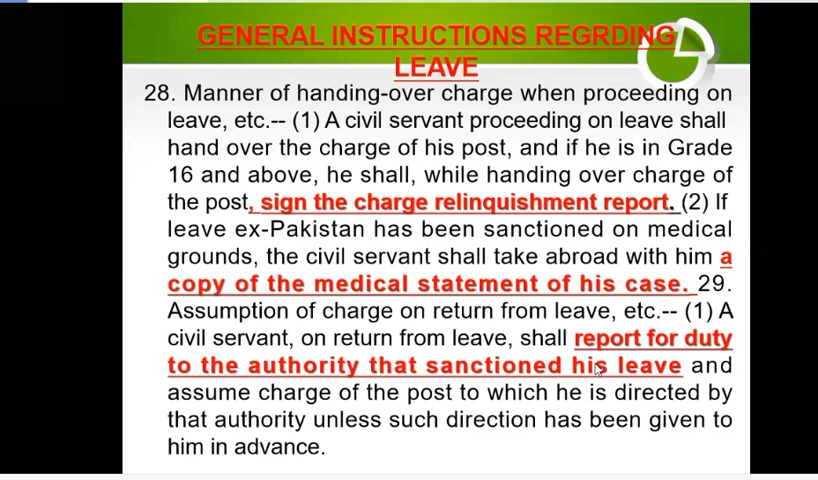 GENERAL INSTRUCTIONS REGRDING
LEAVE
28. Manner of handing-over charge when proceeding on
leave, etc.-- (1) A civil servant proceeding on leave shall
hand over the charge of his post, and if he is in Grade
16 and above, he shall, while handing over charge of
the post, sign the charge relinquishment report. (2) If
leave ex-Pakistan has been sanctioned on medical
grounds, the civil servant shall take abroad with him a
copy of the medical statement of his case. 29.
Assumption of charge on return from leave, etc.-- (1) A
civil servant, on return from leave, shall report for duty
to the authority that sanctioned his leave and
assume charge of the post to which he is directed by
that authority unless such direction has been given to
him in advance.